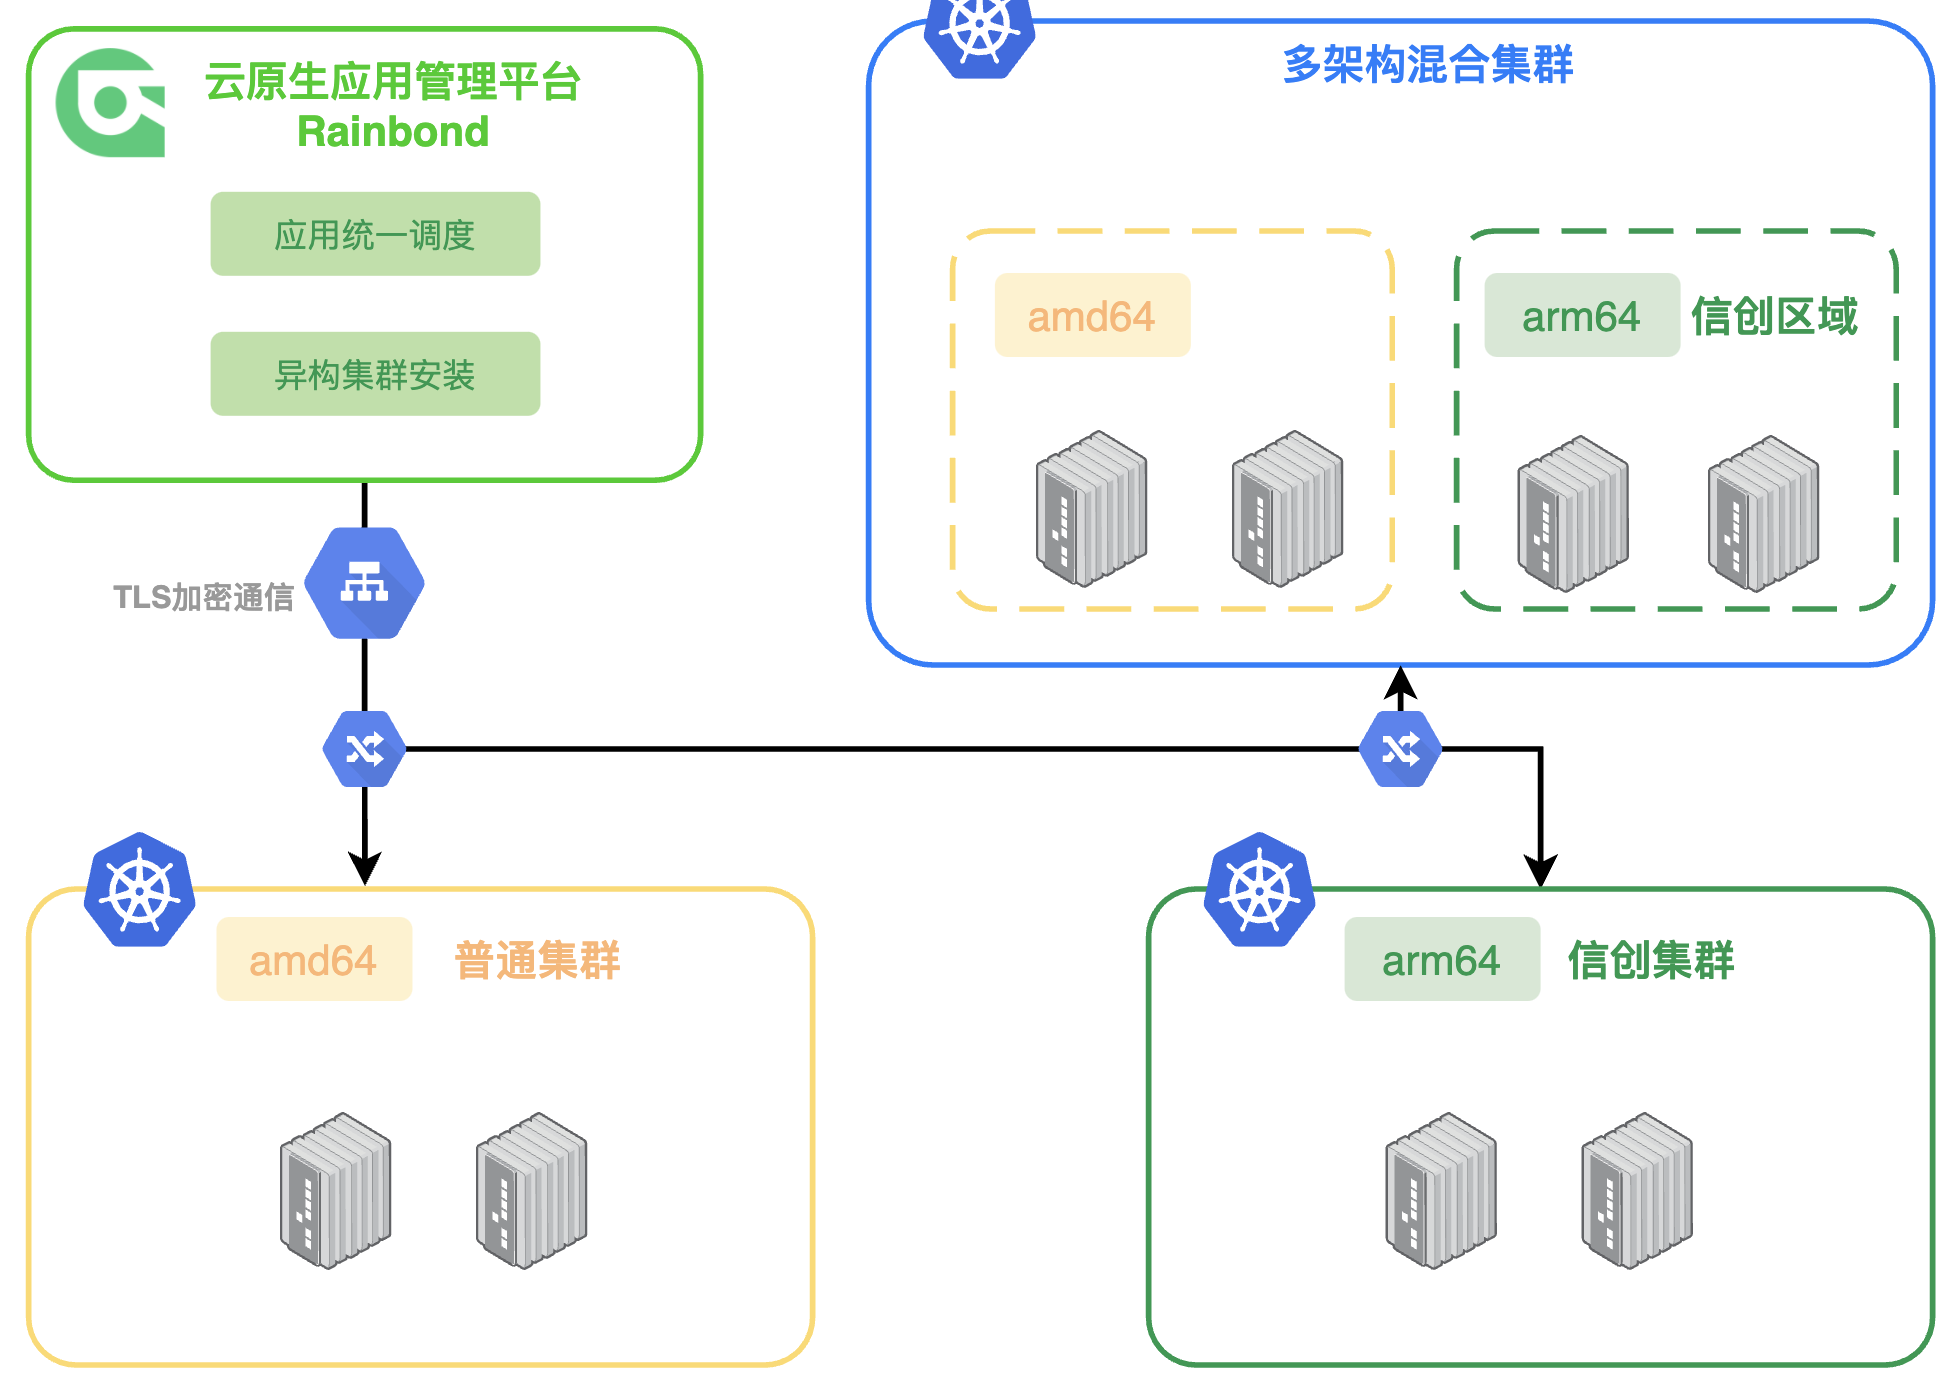 云原生应用管理平台
Rainbond
应用统一调度
异构集群安装
TLS加密通信
多架构混合集群
amd64
arm64 信创区域
amd64 普通集群
arm64 信创集群